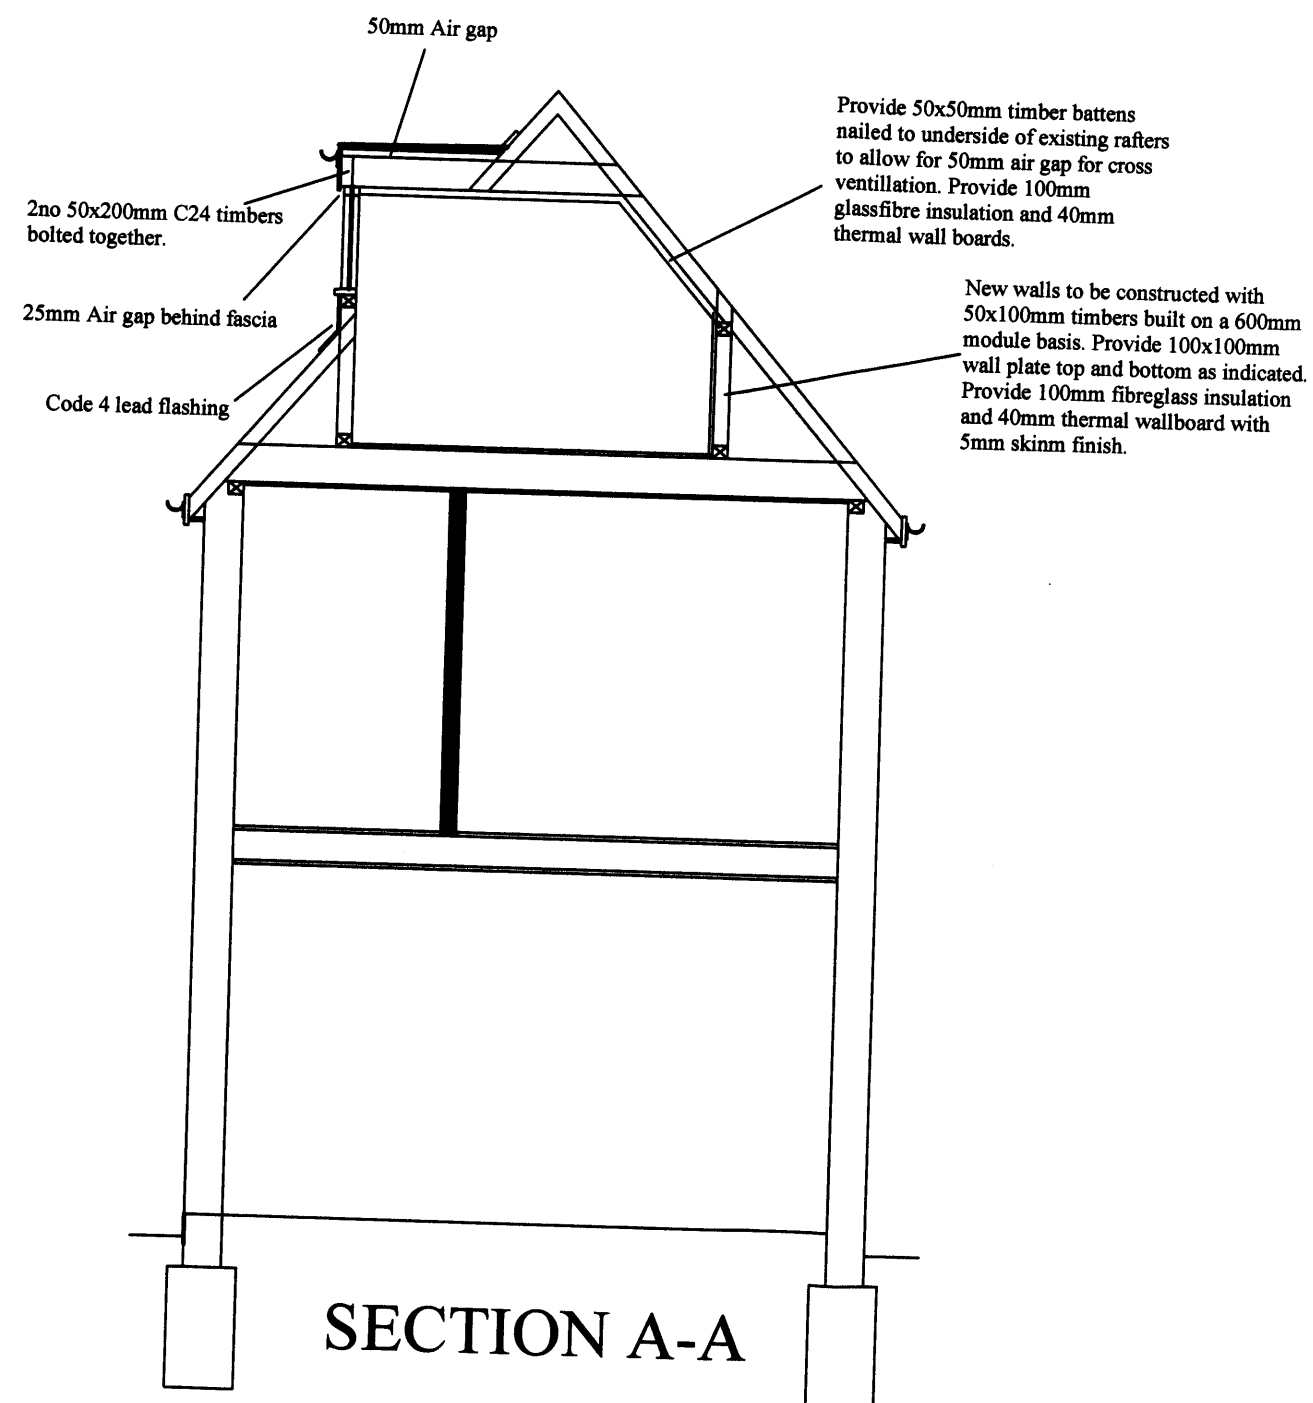 50mm Air gap
Provide 50x50mm timber battens
nailed to underside of existing rafters
to allow for 50mm air gap for cross
ventillation. Provide 100mm
glassfibre insulation and 40mm
thermal wall boards.
2no 50x200mm C24 timbers
bolted together.
25mm Air gap behind fascia
Code 4 lead flashing
New walls to be constructed with
50x100mm timbers built on a 600mm
module basis. Provide 100x100mm
wall plate top and bottom as indicated.
Provide 100mm fibreglass insulation
and 40mm thermal wallboard with
5mm skinm finish.
SECTION A-A